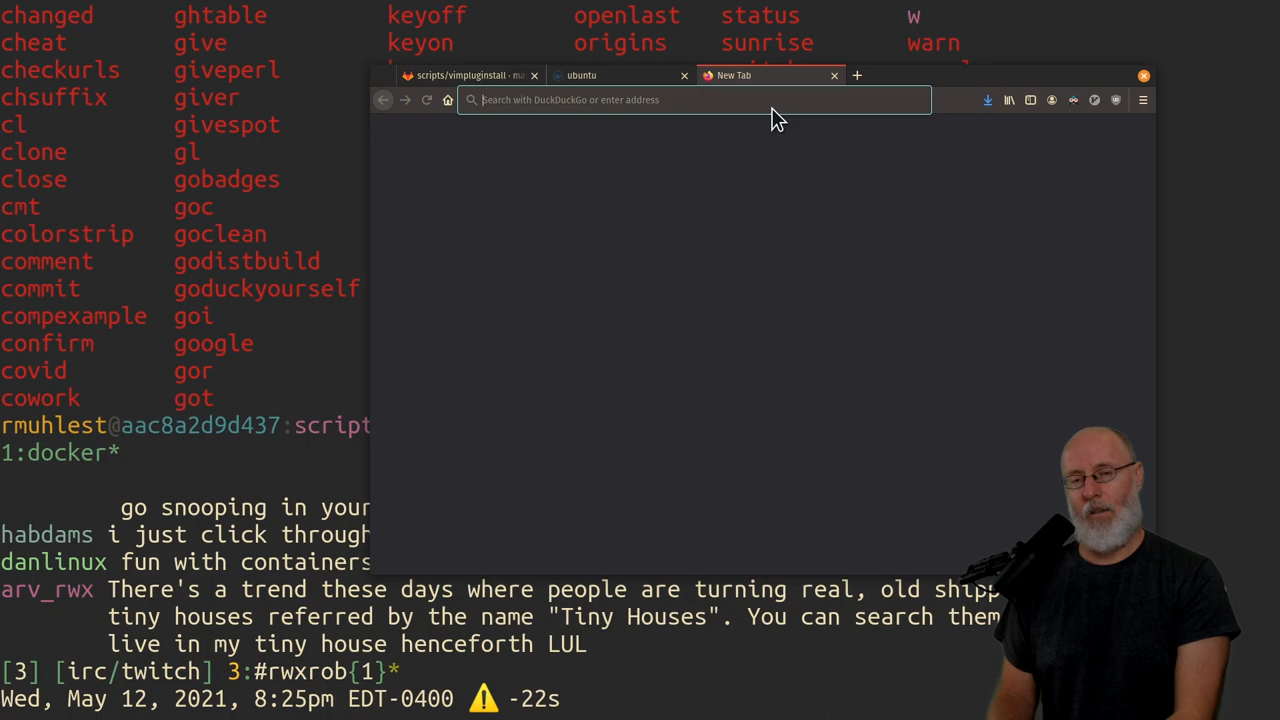 changed ghtable keyoff openlast status w
cheat give keyon origins sunrise warn
checkurls giveperl
chsuffix giver
cl givespot
clone gl
close gobadges
cmt goc
colorstrip goclean
comment godistbuild
commit goduckyourself
compexample goi
confirm google
covid gor
cowork got
rmuhlest@aac8a2d9d437:script
1:docker*
scripts/vimpluginstall · ma
ubuntu
New Tab
Search with DuckDuckGo or enter address
go snooping in your
habdams i just click through
danlinux fun with containers
arv_rwx There's a trend these days where people are turning real, old shipp
tiny houses referred by the name "Tiny Houses". You can search them
live in my tiny house henceforth LUL
[3] [irc/twitch] 3:#rwxrob{1}*
Wed, May 12, 2021, 8:25pm EDT-0400 ⚠️ -22s